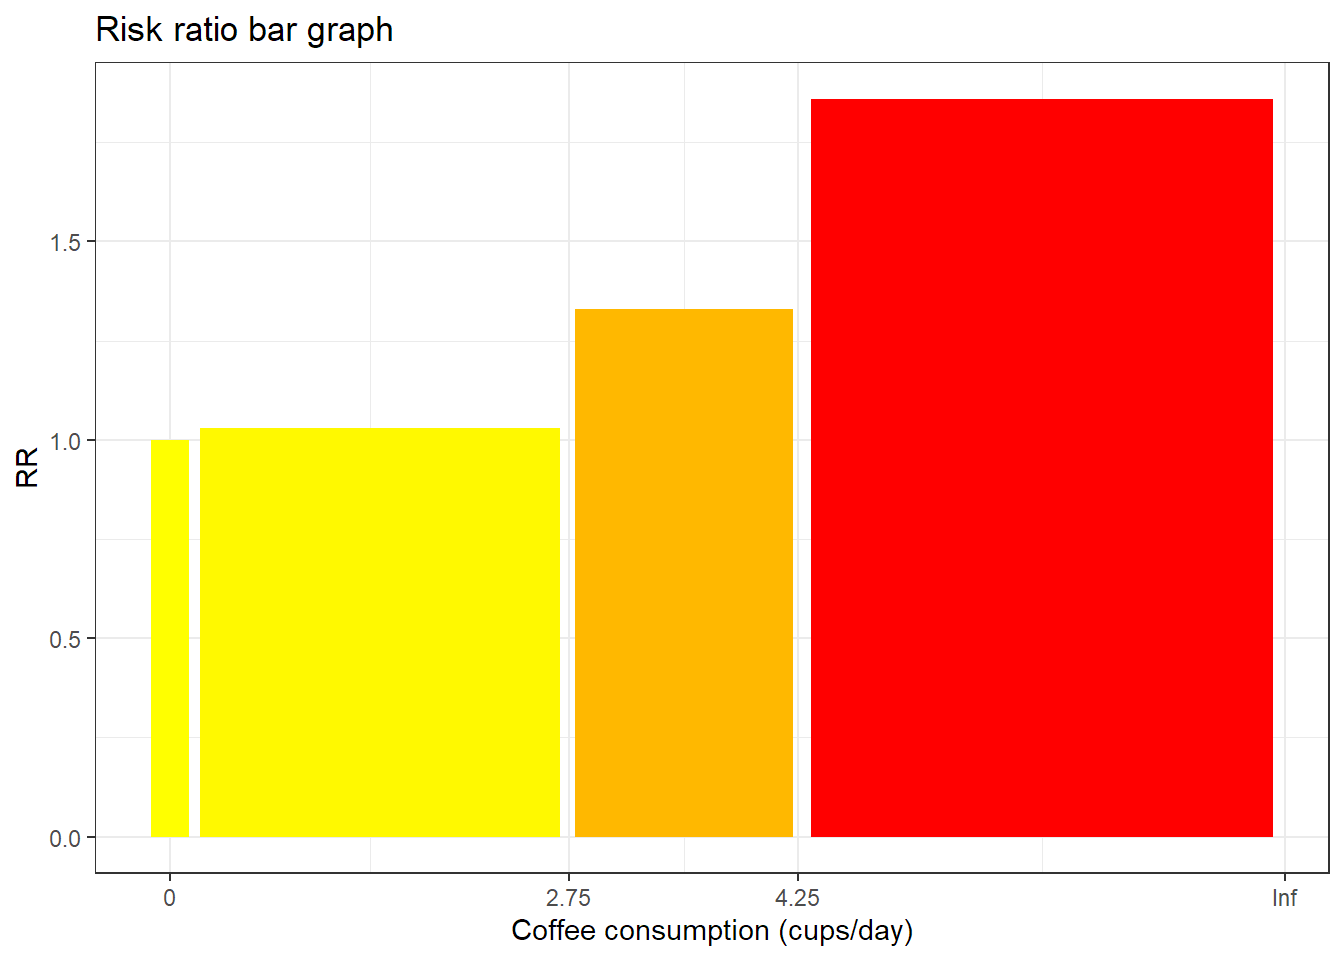 Risk ratio bar graph
RR
1.5
1.0
0.5
0.0
0 2.75 4.25 Inf
Coffee consumption (cups/day)